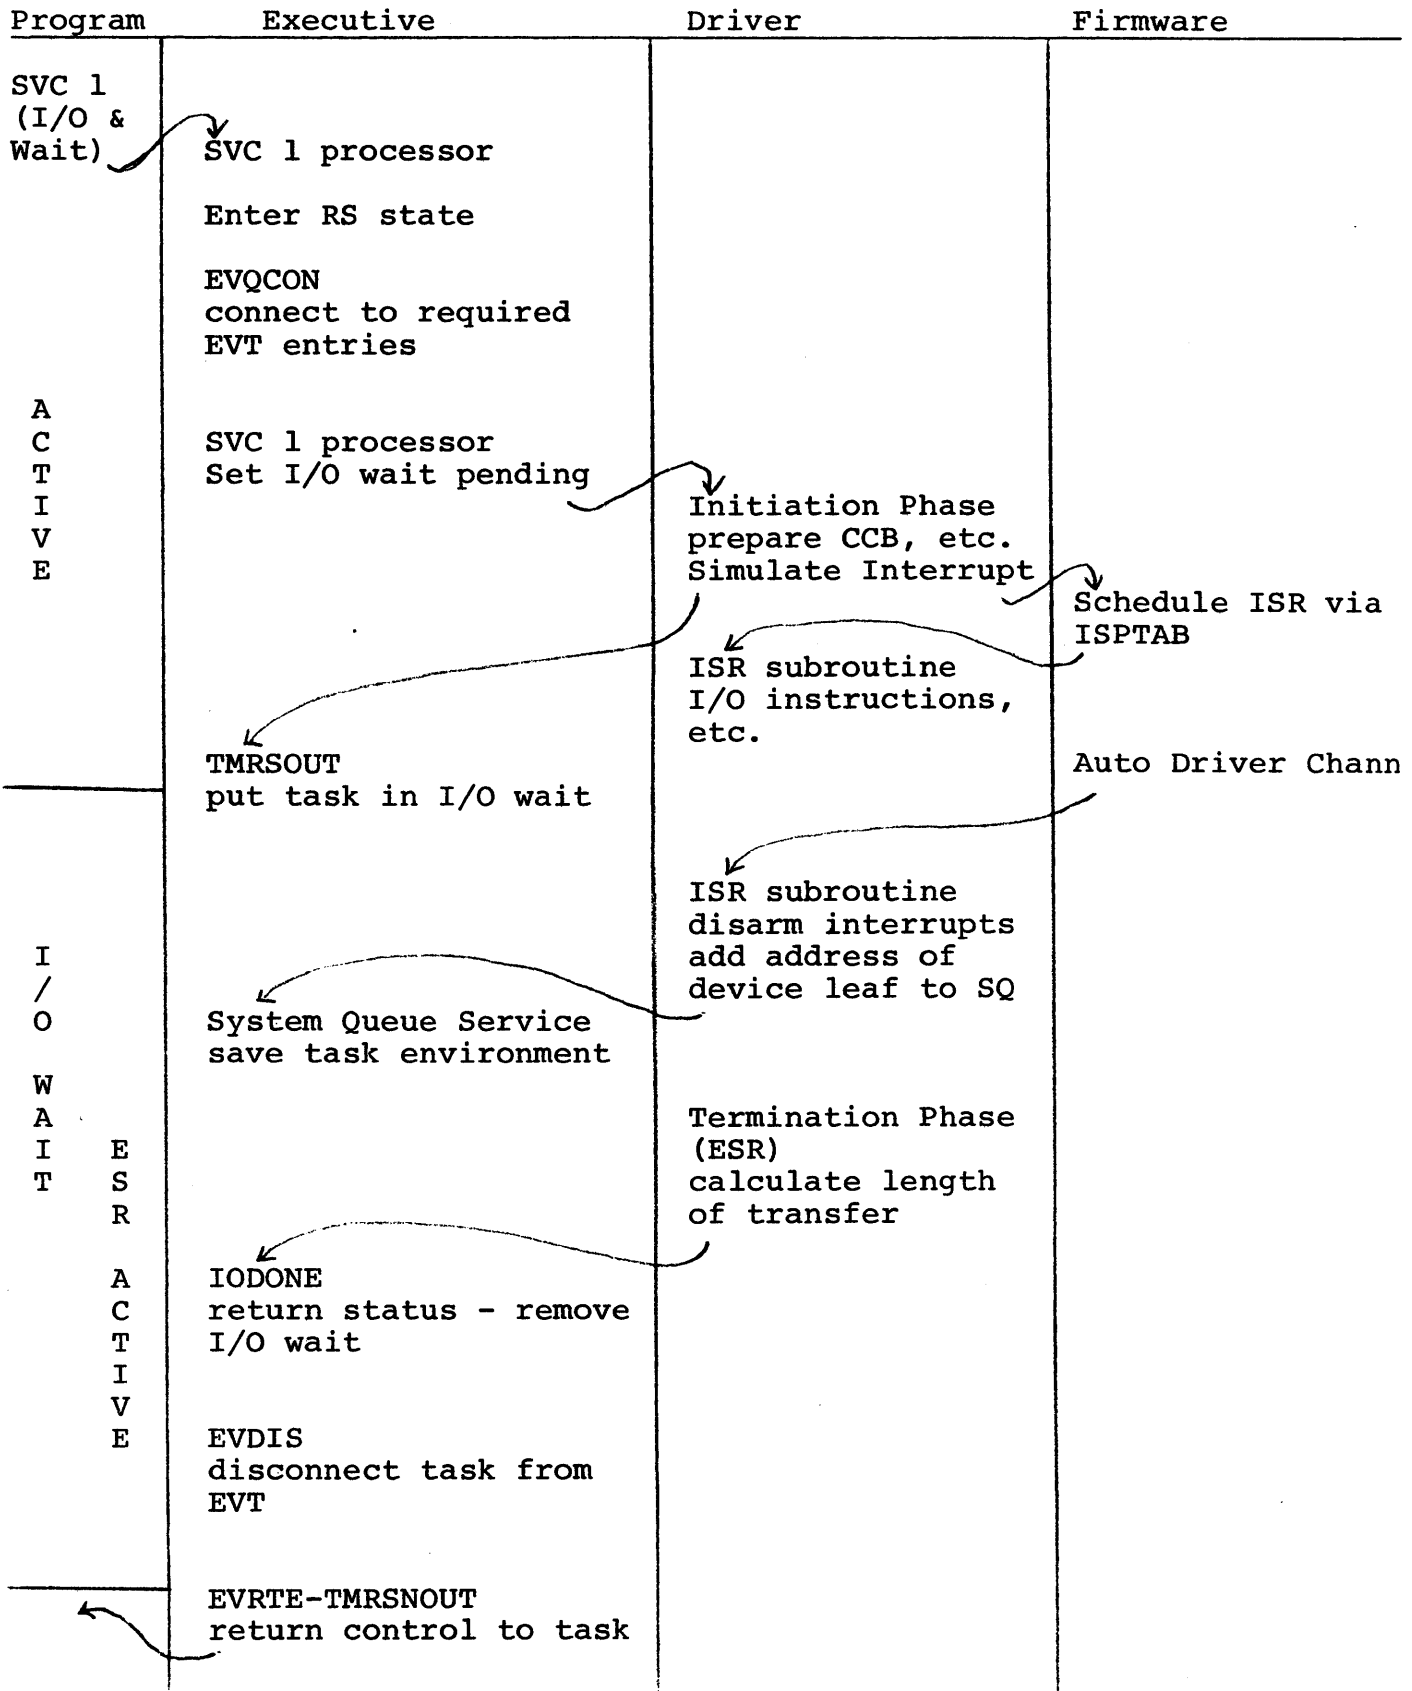 Program Executive Driver Firmware
SVC 1
(I/O &
Wait)
SVC 1 processor
Enter RS state
EVQCON
connect to required
EVT entries
A
C
T
I
V
E
SVC 1 processor
Set I/O wait pending
Initiation Phase
prepare CCB, etc.
Simulate Interrupt
Schedule ISR via
ISPTAB
ISR subroutine
I/O instructions,
etc.
TMRSOUT
put task in I/O wait
Auto Driver Chann
ISR subroutine
disarm interrupts
add address of
device leaf to SQ
I
/
O
W
A
I
T
System Queue Service
save task environment
Termination Phase
(ESR)
calculate length
of transfer
E
S
R
A
C
T
I
V
E
IODONE
return status - remove
I/O wait
EVDIS
disconnect task from
EVT
EVRTE-TMRSNOUT
return control to task